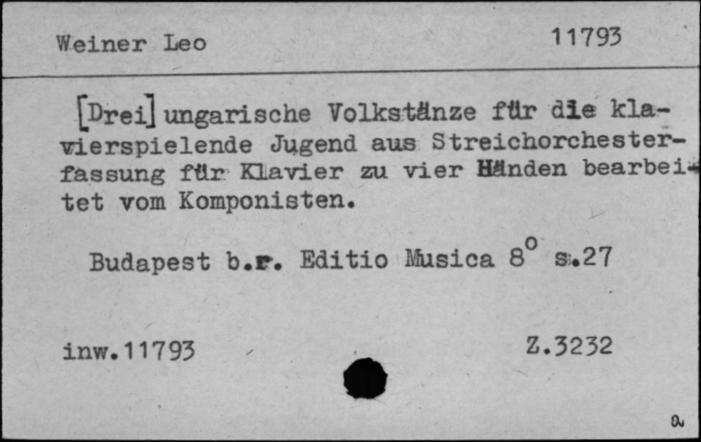 Weiner Leo 11793
[Drei] ungarische Volkstänze für die kla-
vierspielende Jugend aus Streichorchester-
fassung für Klavier zu vier Händen bearbei-
tet vom Komponisten.
Budapest b.r. Editio Musica 8° s.27
inw.11793 Z.3232